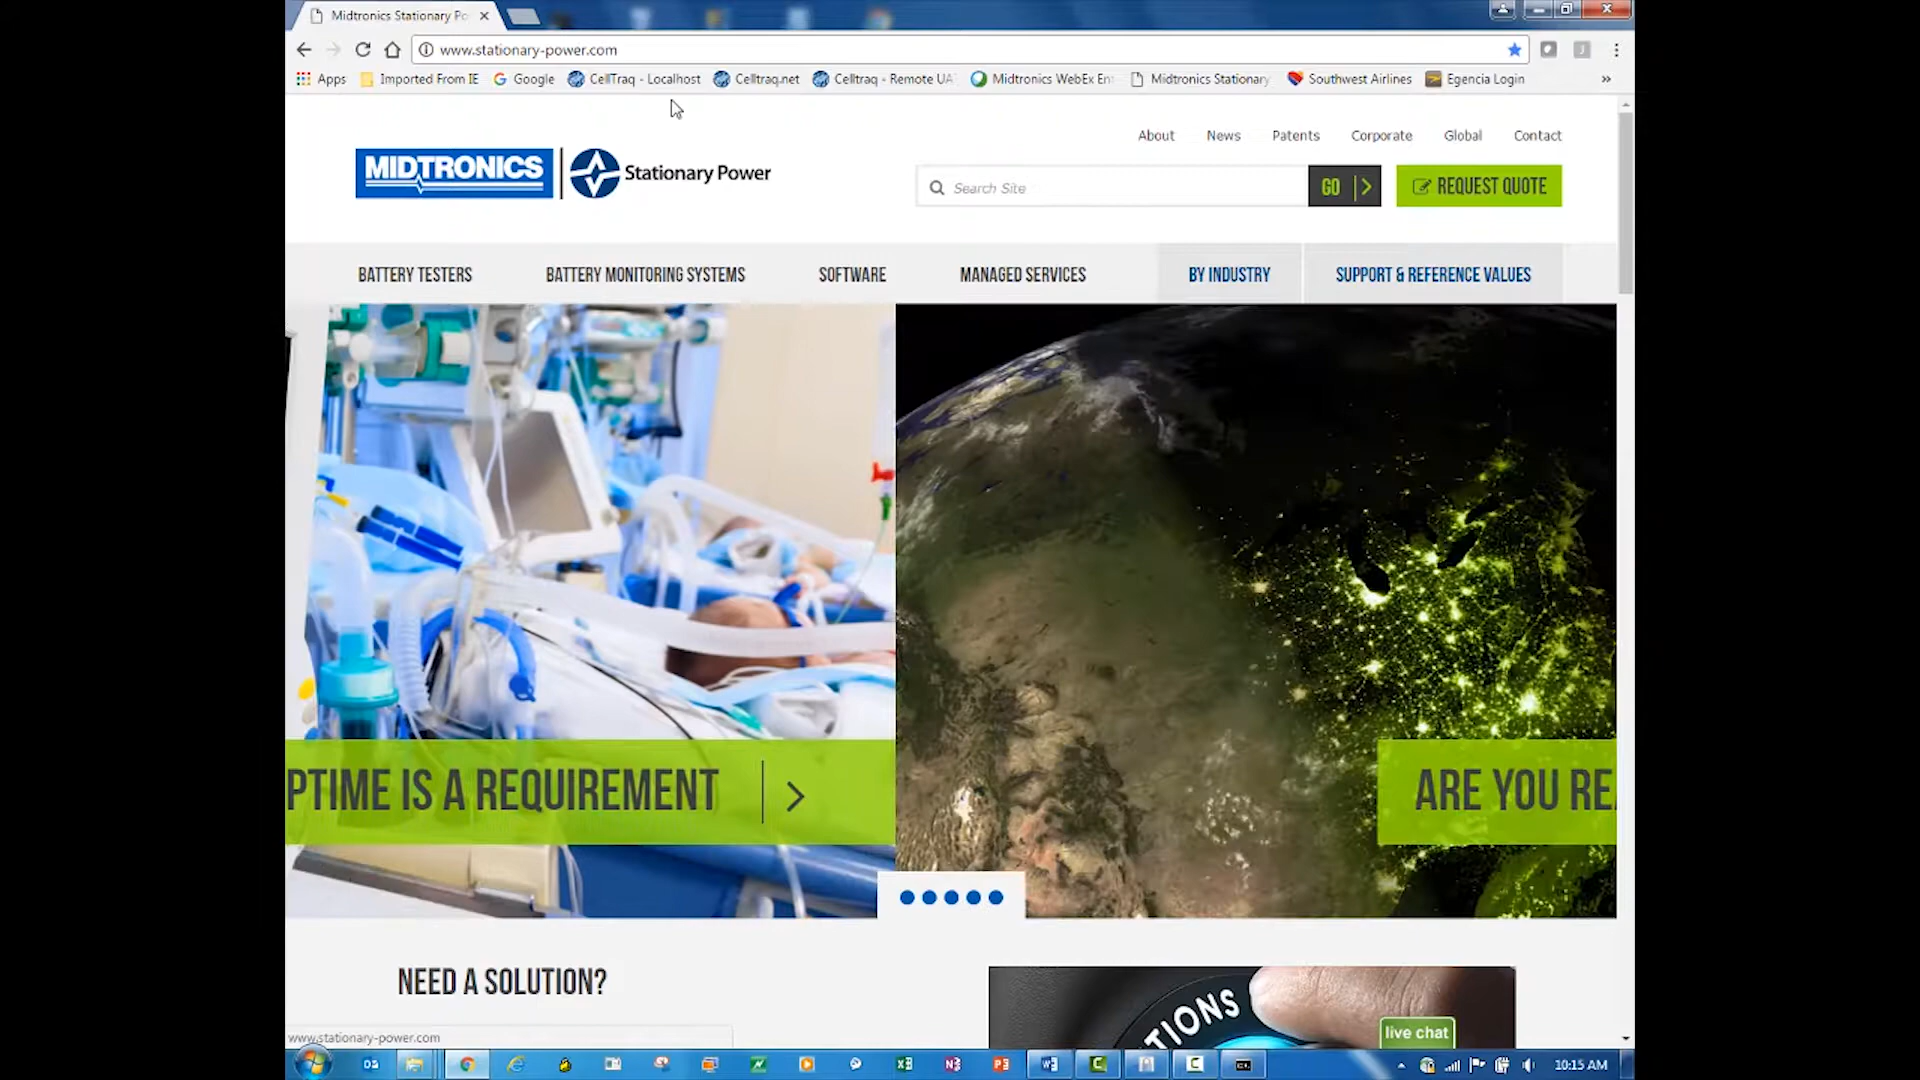 Midtronics Stationary Po
www.stationary-power.com
Apps Imported From IE Google CellTraq - Localhost Celltraq.net Celltraq - Remote UA Midtronics WebEx En Midtronics Stationary Southwest Airlines Egencia Login »
About News Patents Corporate Global Contact
MIDTRONICS Stationary Power
Search Site GO REQUEST QUOTE
BATTERY TESTERS BATTERY MONITORING SYSTEMS SOFTWARE MANAGED SERVICES BY INDUSTRY SUPPORT & REFERENCE VALUES
PTIME IS A REQUIREMENT
ARE YOU RE
NEED A SOLUTION?
TIONS
live chat
www.stationary-power.com
10:15 AM